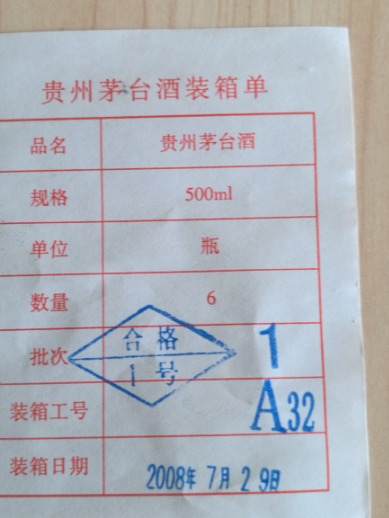 贵州茅台酒装箱单
品名 贵州茅台酒
规格 500ml
单位 瓶
数量 6
合格
批次 1
1号
装箱工号 A32
装箱日期 2008年7月29日